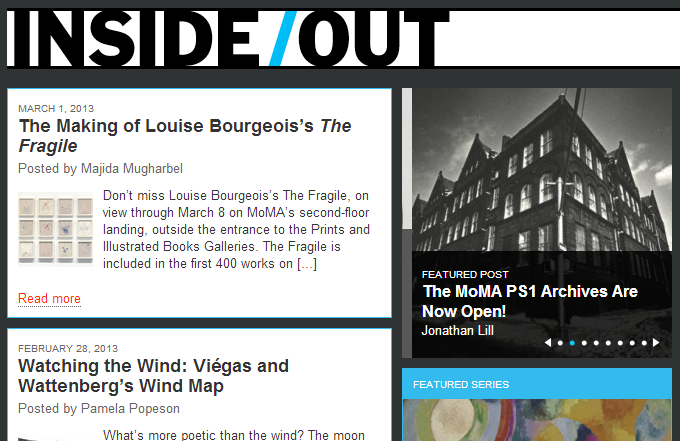 INSIDE/OUT
MARCH 1, 2013
The Making of Louise Bourgeois’s The
Fragile
Posted by Majida Mugharbel
Don’t miss Louise Bourgeois’s The Fragile, on
view through March 8 on MoMA’s second-floor
landing, outside the entrance to the Prints and
Illustrated Books Galleries. The Fragile is
included in the first 400 works on […]
Read more
FEBRUARY 28, 2013
Watching the Wind: Viégas and
Wattenberg’s Wind Map
Posted by Pamela Popeson
What’s more poetic than the wind? The moon
FEATURED POST
The MoMA PS1 Archives Are
Now Open!
Jonathan Lill
FEATURED SERIES